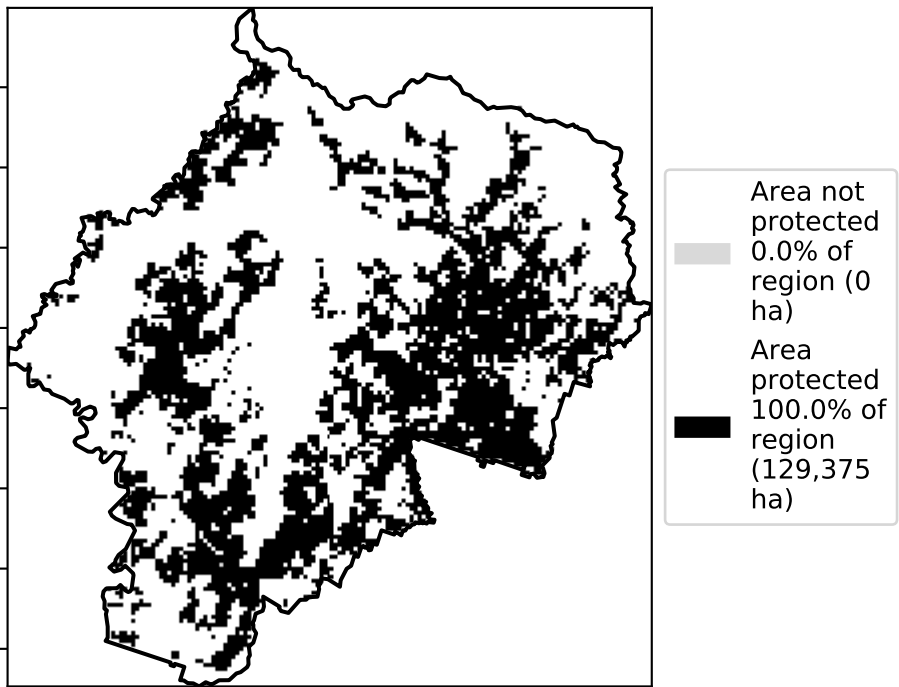 Area not
protected
0.0% of
region (0
ha)
Area
protected
100.0% of
region
(129,375
ha)